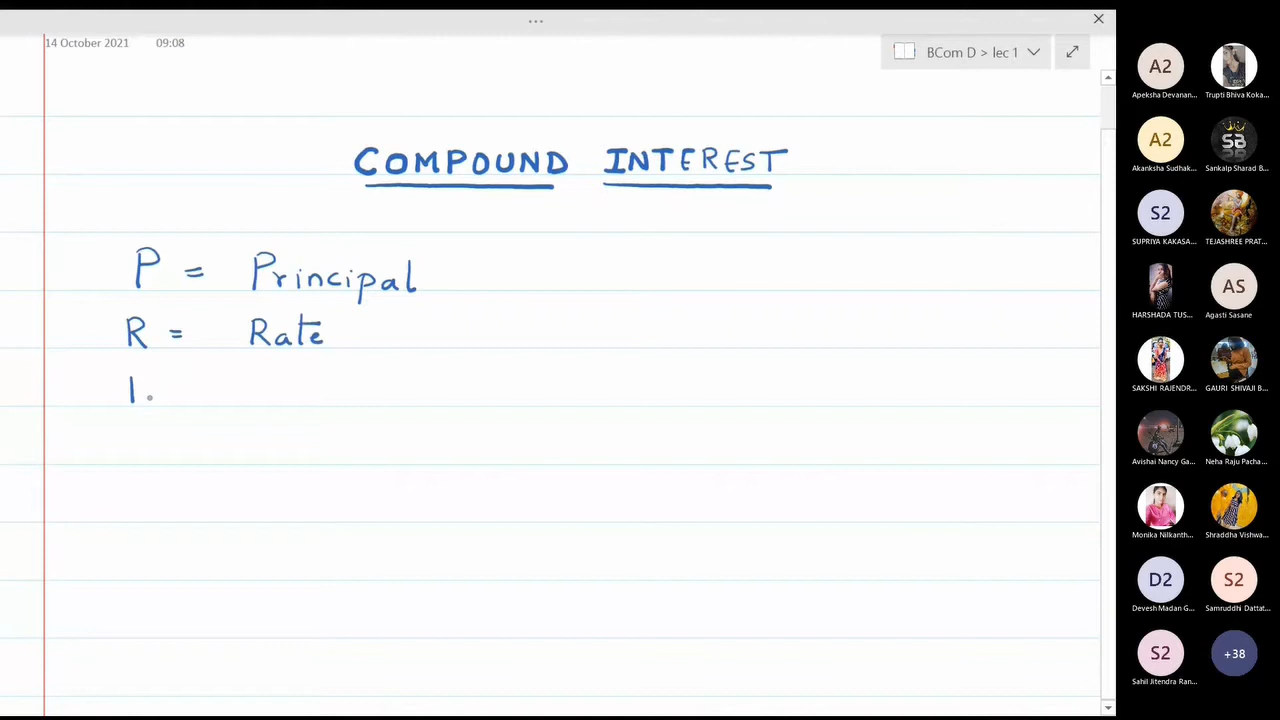 14 October 2021 09:08
BCom D > lec 1
COMPOUND INTEREST
P = Principal
R = Rate
A2
Apeksha Devanan...
Trupti Bhiva Koka...
A2
SB
Akanksha Sudhak...
Sankalp Sharad B...
S2
SUPRIYA KAKASA...
TEJASHREE PRAT...
AS
HARSHADA TUS...
Agasti Sasane
SAKSHI RAJENDR...
GAURI SHIVAJI B...
Avishai Nancy Ga...
Neha Raju Pacha...
Monika Nilkanth...
Shraddha Vishwa...
D2
S2
Devesh Madan G...
Samruddhi Dattat...
S2
+38
Sahil Jitendra Ran...